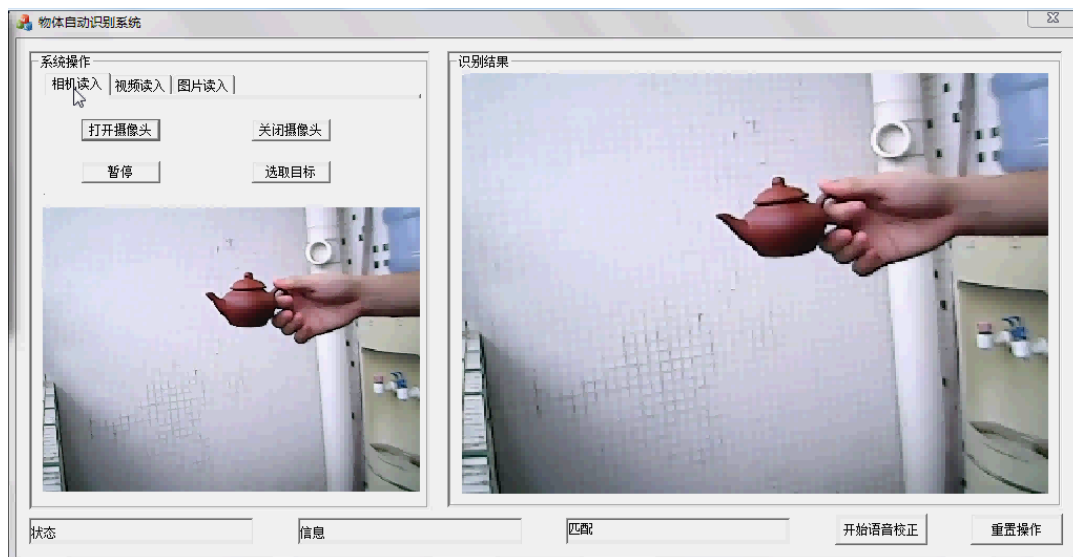 物体自动识别系统
系统操作
相机读入 视频读入 图片读入
打开摄像头 关闭摄像头
暂停 选取目标
识别结果
状态 信息 匹配 开始语音校正 重置操作